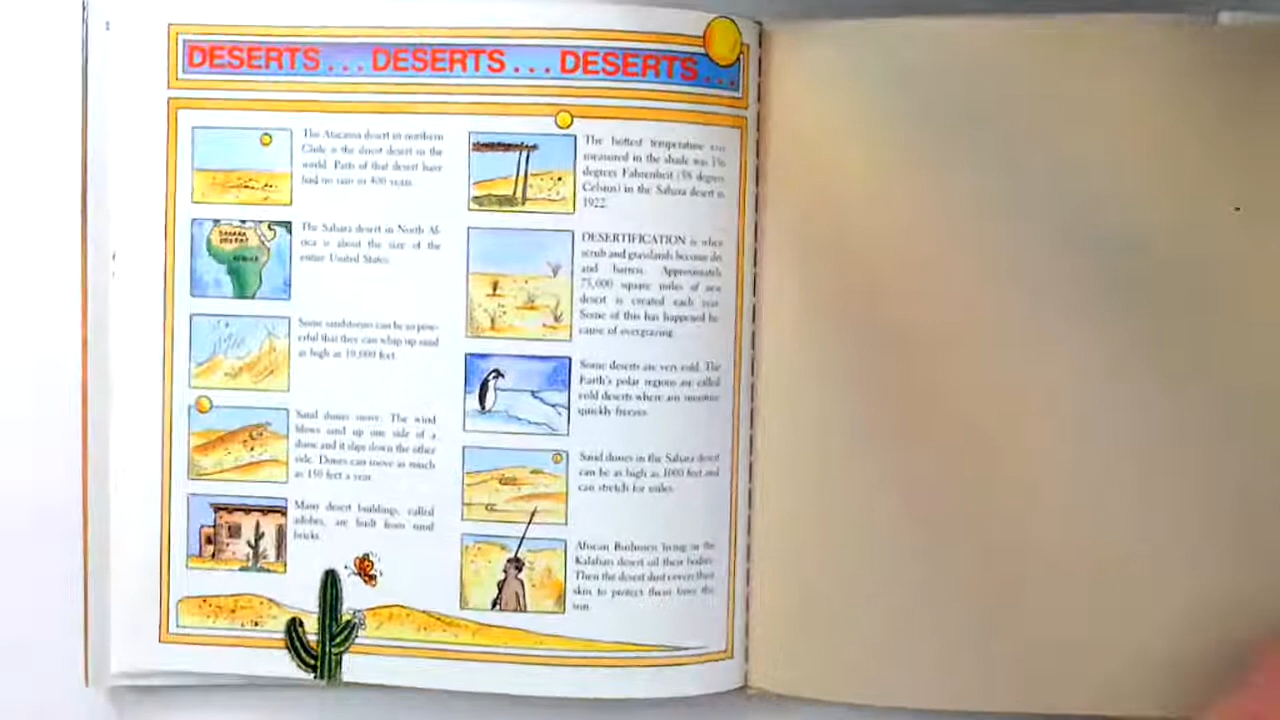 DESERTS . . . DESERTS . . . DESERTS . . .
The Atacama desert in northern
Chile is the driest desert in the
world. Parts of that desert have
had no rain in 400 years.
SAHARA
DESERT
AFRICA
The Sahara desert in North Af-
rica is about the size of the
entire United States.
Some sandstorms can be so pow-
erful that they can whip up sand
as high as 10,000 feet.
Sand dunes move. The wind
blows sand up one side of a
dune and it slips down the other
side. Dunes can move as much
as 150 feet a year.
Many desert buildings, called
adobes, are built from mud
bricks.
The hottest temperature ever
measured in the shade was 136
degrees Fahrenheit (58 degrees
Celsius) in the Sahara desert in
1922.
DESERTIFICATION is when
scrub and grasslands become dry
and barren. Approximately
75,000 square miles of new
desert is created each year.
Some of this has happened be-
cause of overgrazing.
Some deserts are very cold. The
Earth's polar regions are called
cold deserts where any moisture
quickly freezes.
Sand dunes in the Sahara desert
can be as high as 1000 feet and
can stretch for miles.
African Bushmen living in the
Kalahari desert oil their bodies.
Then the desert dust covers their
skin to protect them from the
sun.